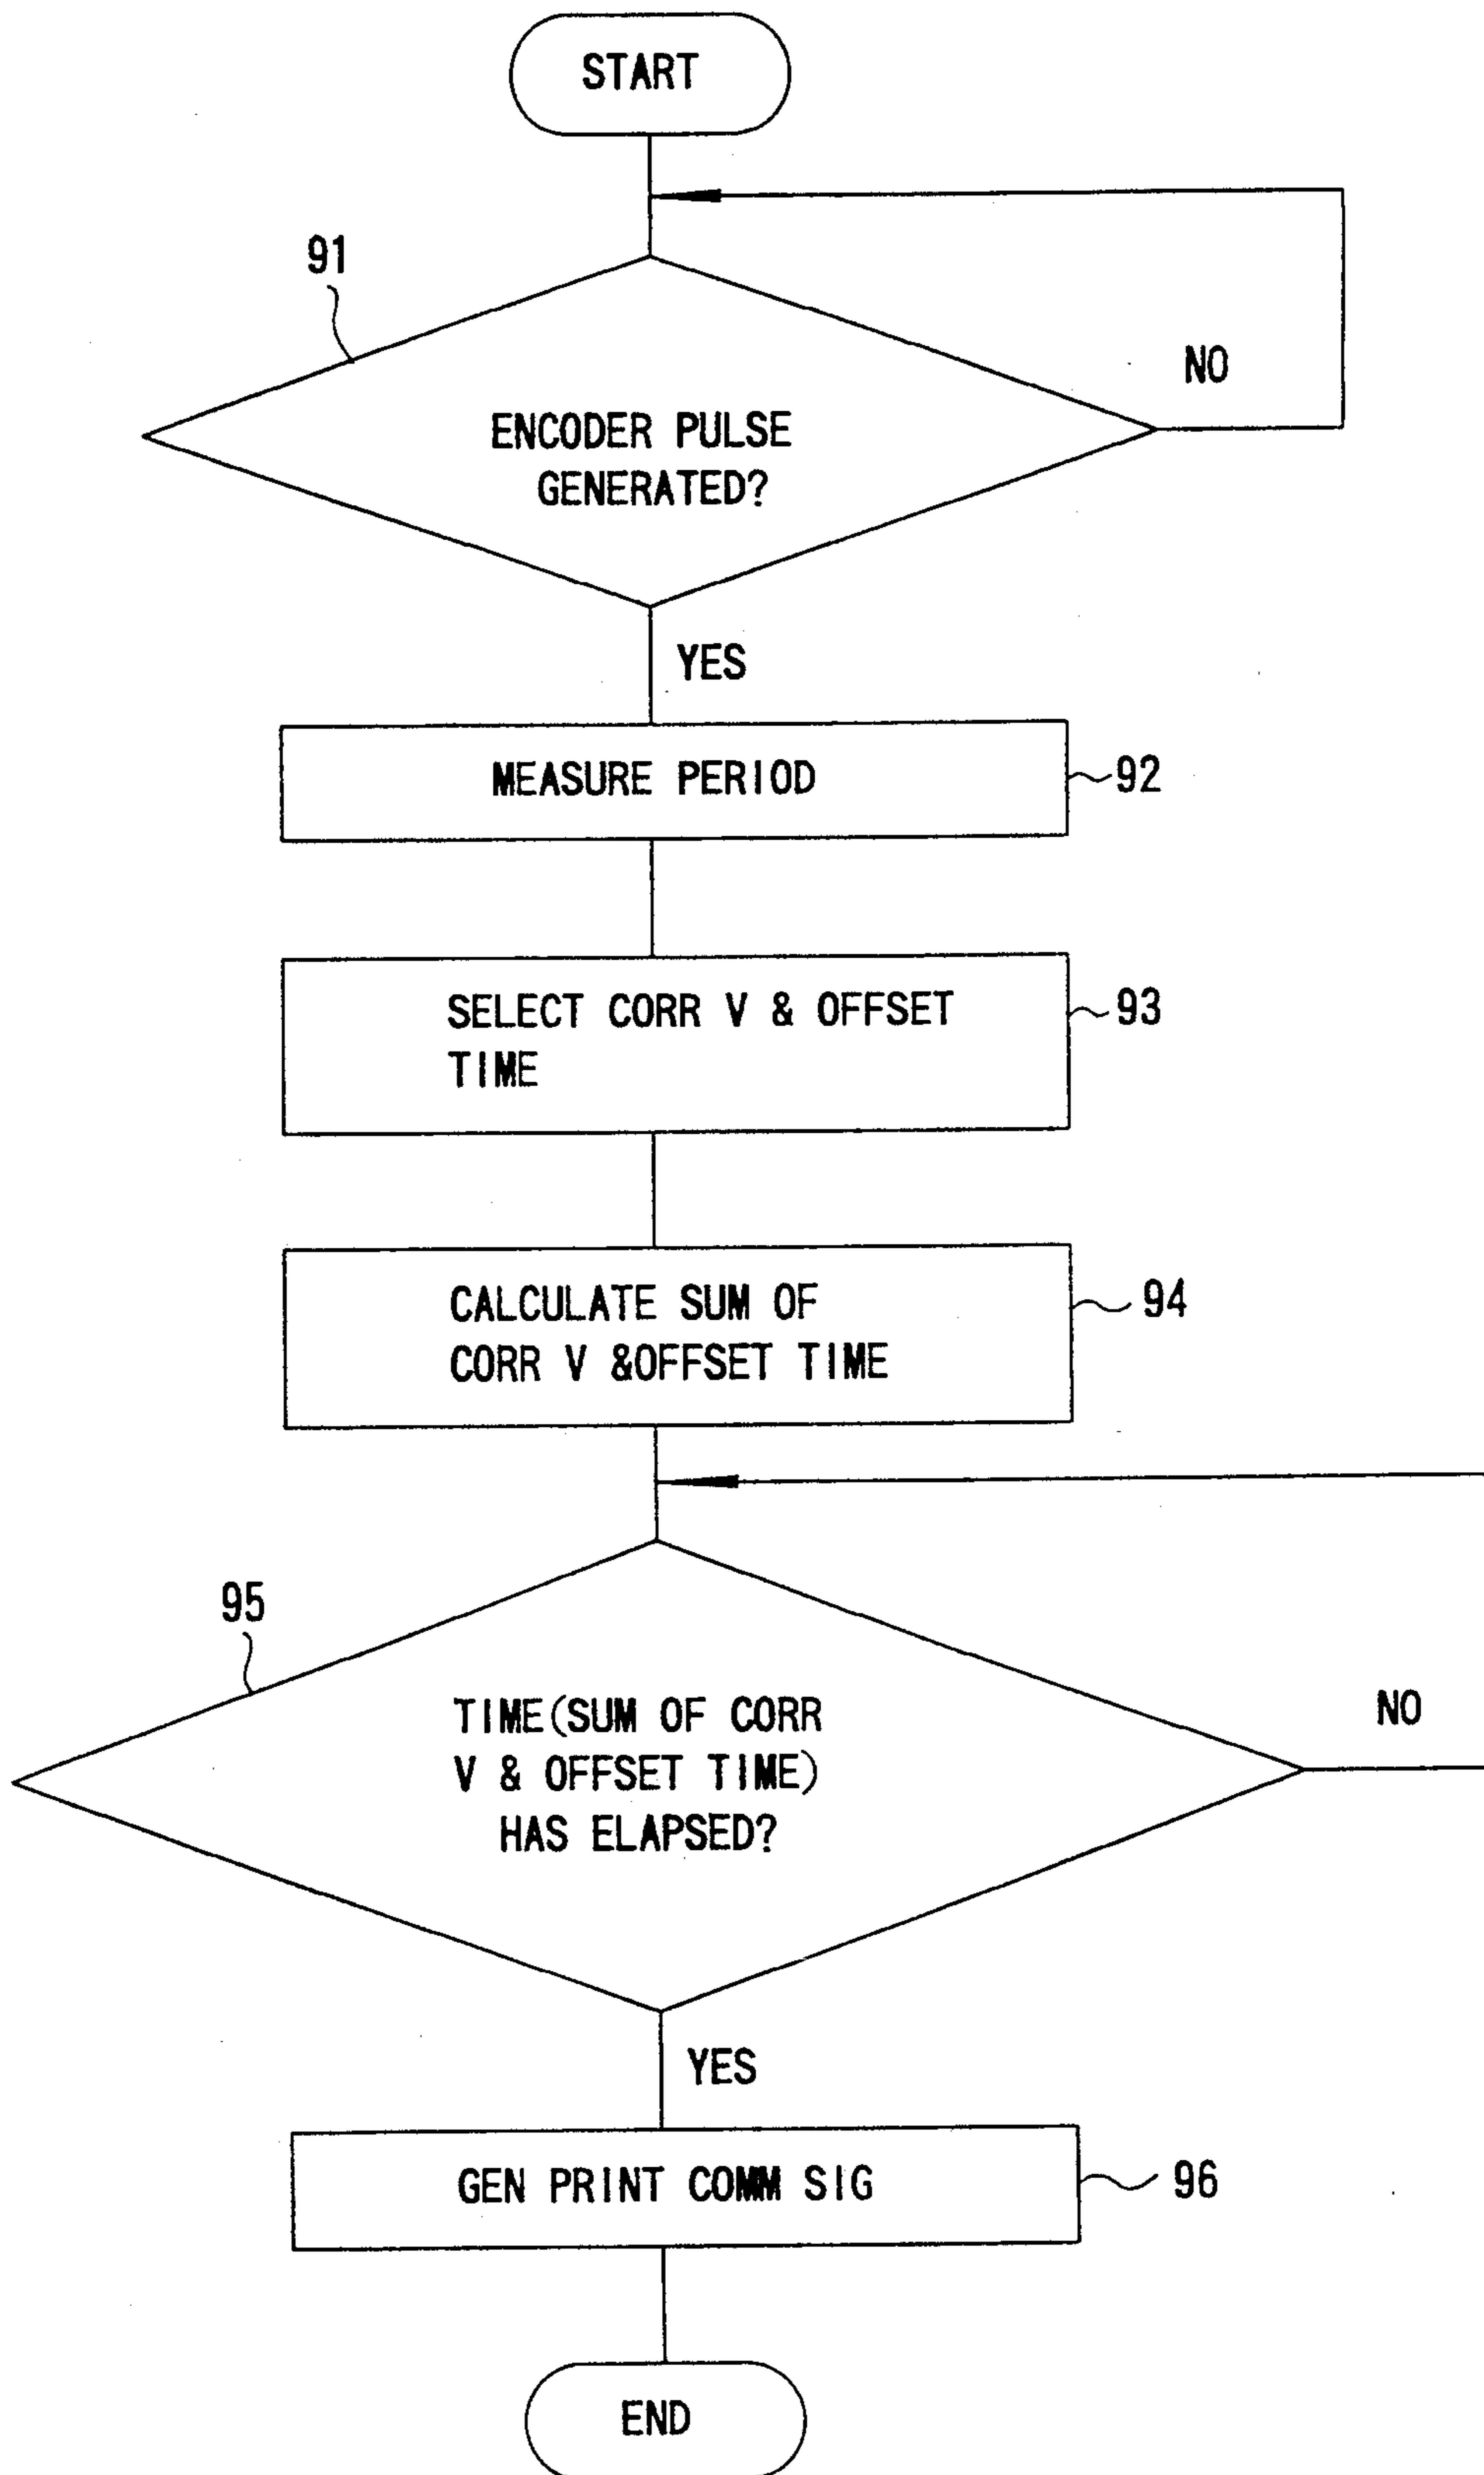 START
91
NO
ENCODER PULSE
GENERATED?
YES
MEASURE PERIOD
92
SELECT CORR V & OFFSET
TIME
93
CALCULATE SUM OF
CORR V &OFFSET TIME
94
95
TIME(SUM OF CORR
V & OFFSET TIME)
HAS ELAPSED?
NO
YES
GEN PRINT COMM SIG
96
END